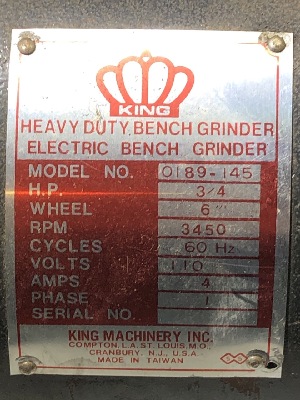 KING
HEAVY DUTY BENCH GRINDER
ELECTRIC BENCH GRINDER
MODEL NO. 0189-145
H.P. 3/4
WHEEL 6"
RPM 3450
CYCLES 60 Hz
VOLTS 110
AMPS 4
PHASE 1
SERIAL NO.
KING MACHINERY INC.
COMPTON, L.A. ST. LOUIS, M.O.
CRANBURY, N.J., U.S.A.
MADE IN TAIWAN